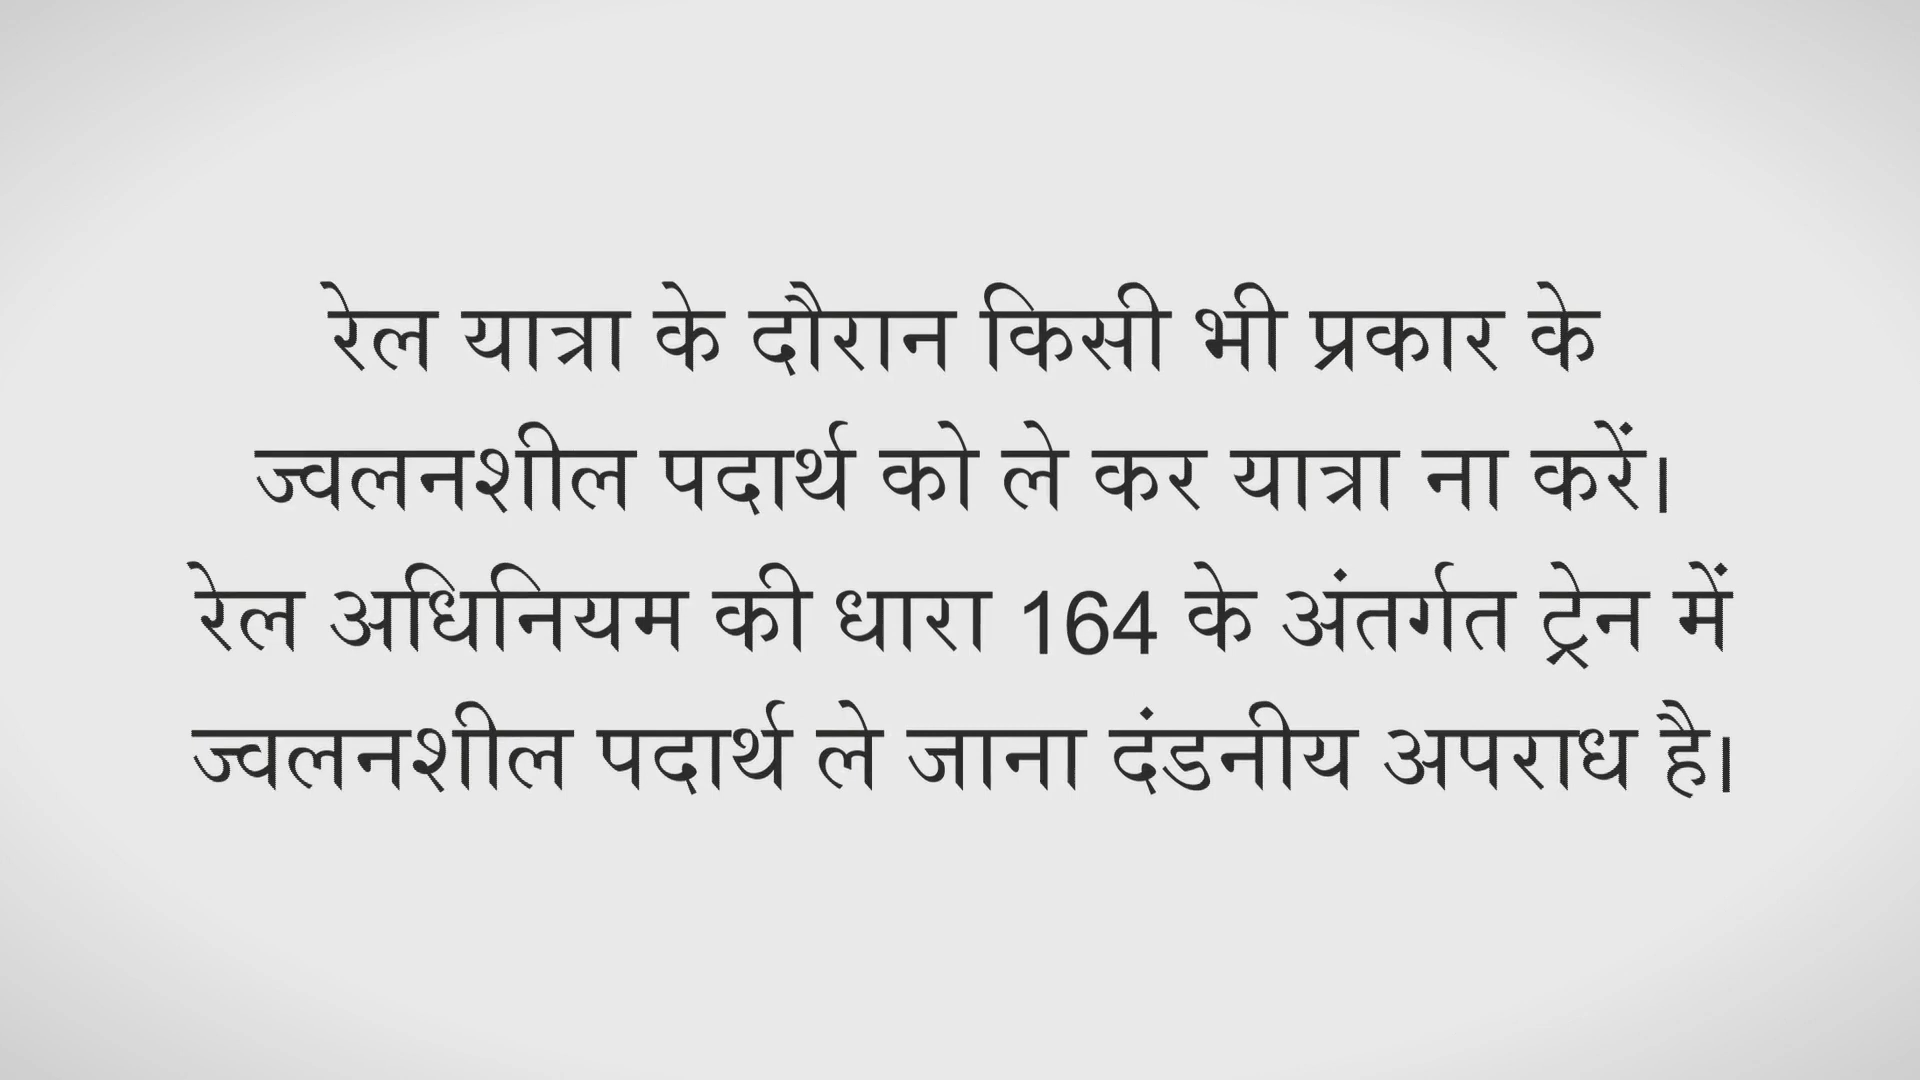 रेल यात्रा के दौरान किसी भी प्रकार के
ज्वलनशील पदार्थ को ले कर यात्रा ना करें।
रेल अधिनियम की धारा 164 के अंतर्गत ट्रेन में
ज्वलनशील पदार्थ ले जाना दंडनीय अपराध है।